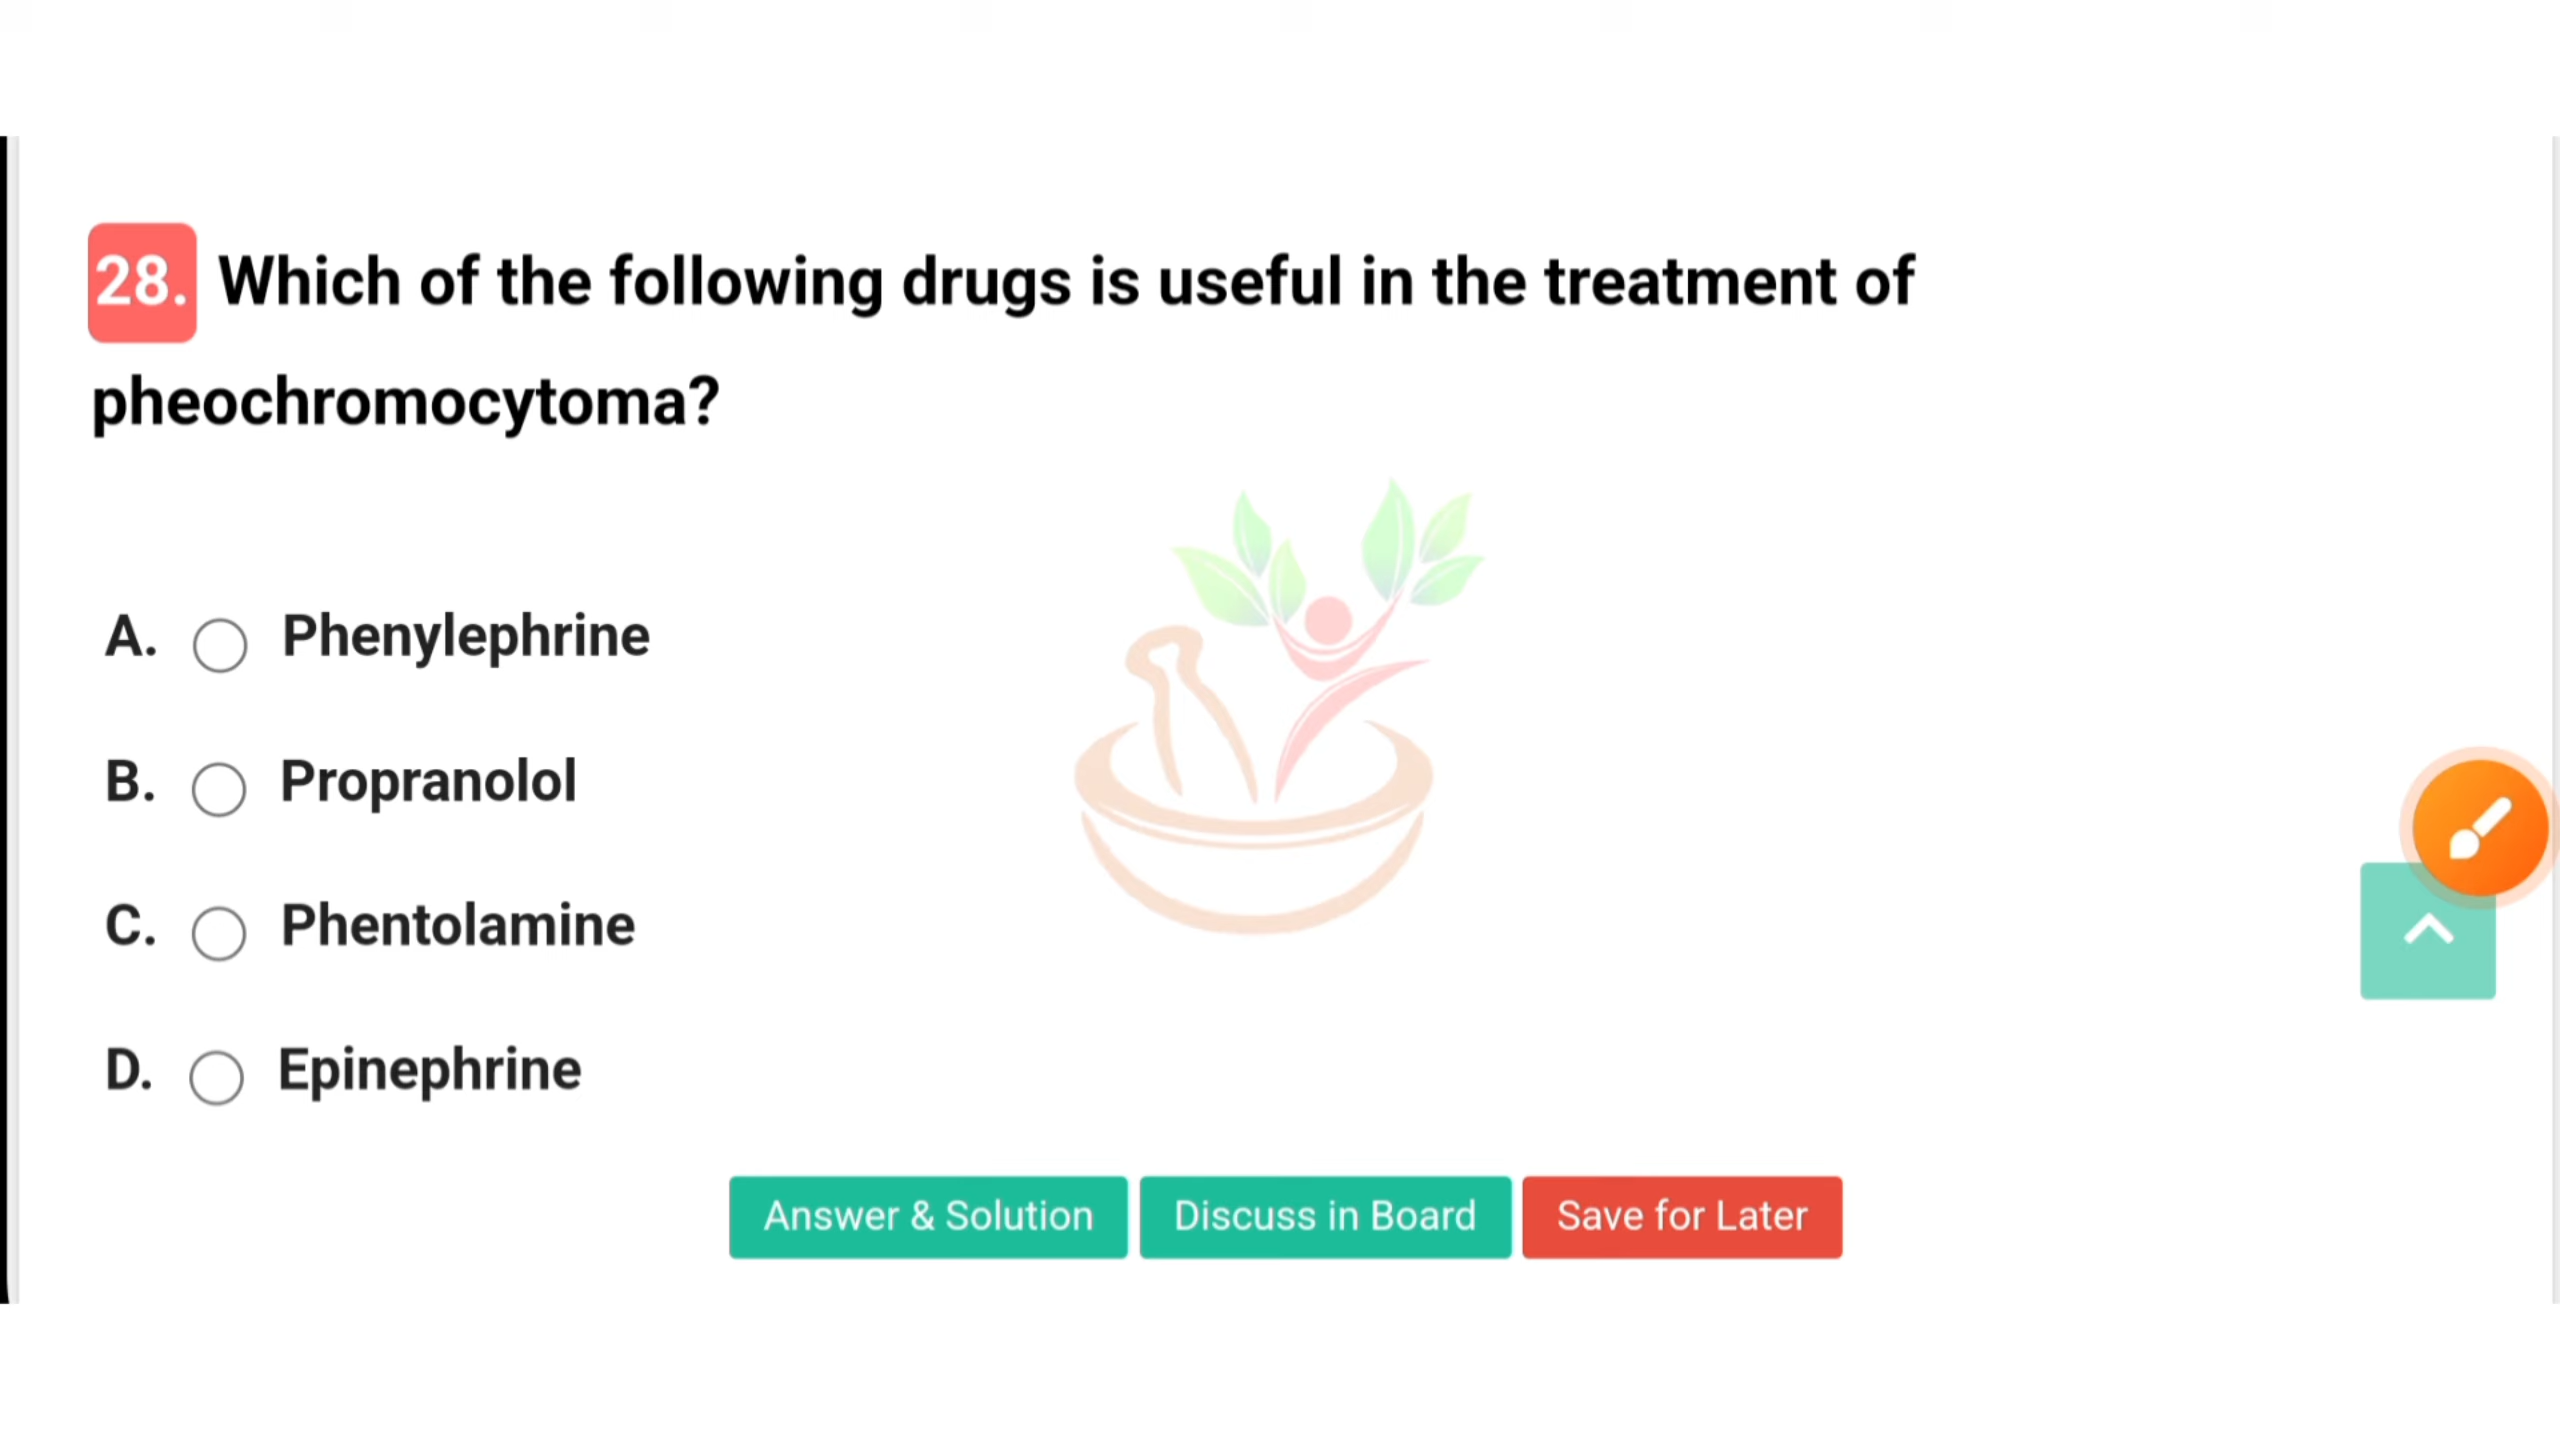 28. Which of the following drugs is useful in the treatment of
pheochromocytoma?
A. Phenylephrine
B. Propranolol
C. Phentolamine
D. Epinephrine
Answer & Solution Discuss in Board Save for Later